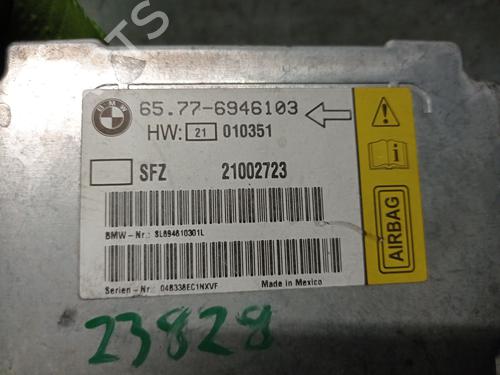 BMW
65.77-6946103
HW: 21 010351
SFZ 21002723
BMW-Nr.: SL694610301L
Serien-Nr: 04B338EC1NXVF Made in Mexico
AIRBAG
23828